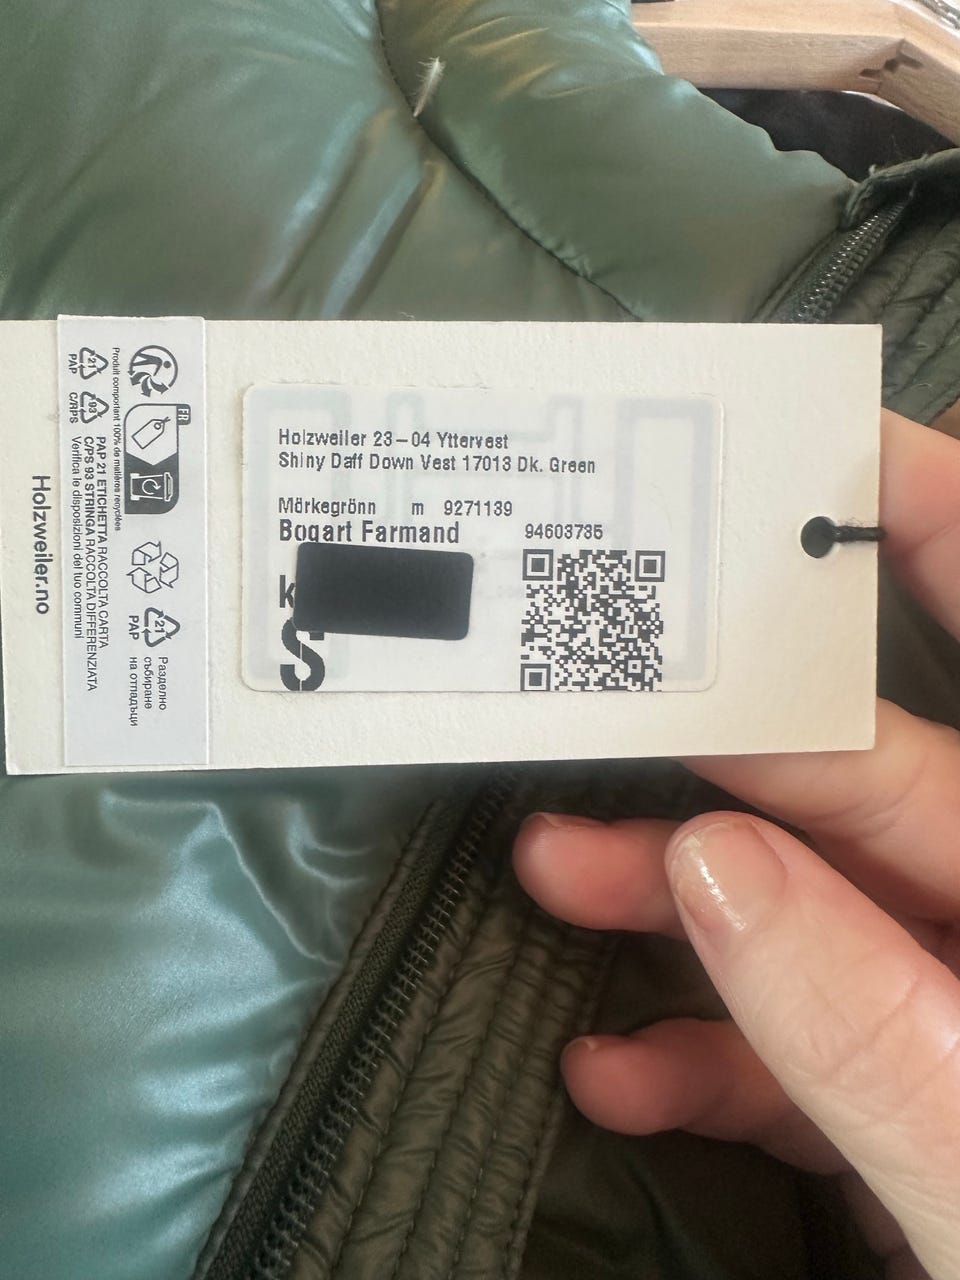 Holzweiler 23-04 Yttervest
Shiny Daff Down Vest 17013 Dk. Green
Mörkegrönn m 9271139
Bogart Farmand 94603735
k
S
Holzweiler.no
21
PAP
93
C/RPS
PAP 21 ETICHETTA RACCOLTA CARTA
C/PS 93 STRINGA RACCOLTA DIFFERENZIATA
Verifica le disposizioni del tuo comuni
Produit comportant 100% de matières recyclées
FR
21
PAP
Разделно
събиране
на отпадъци